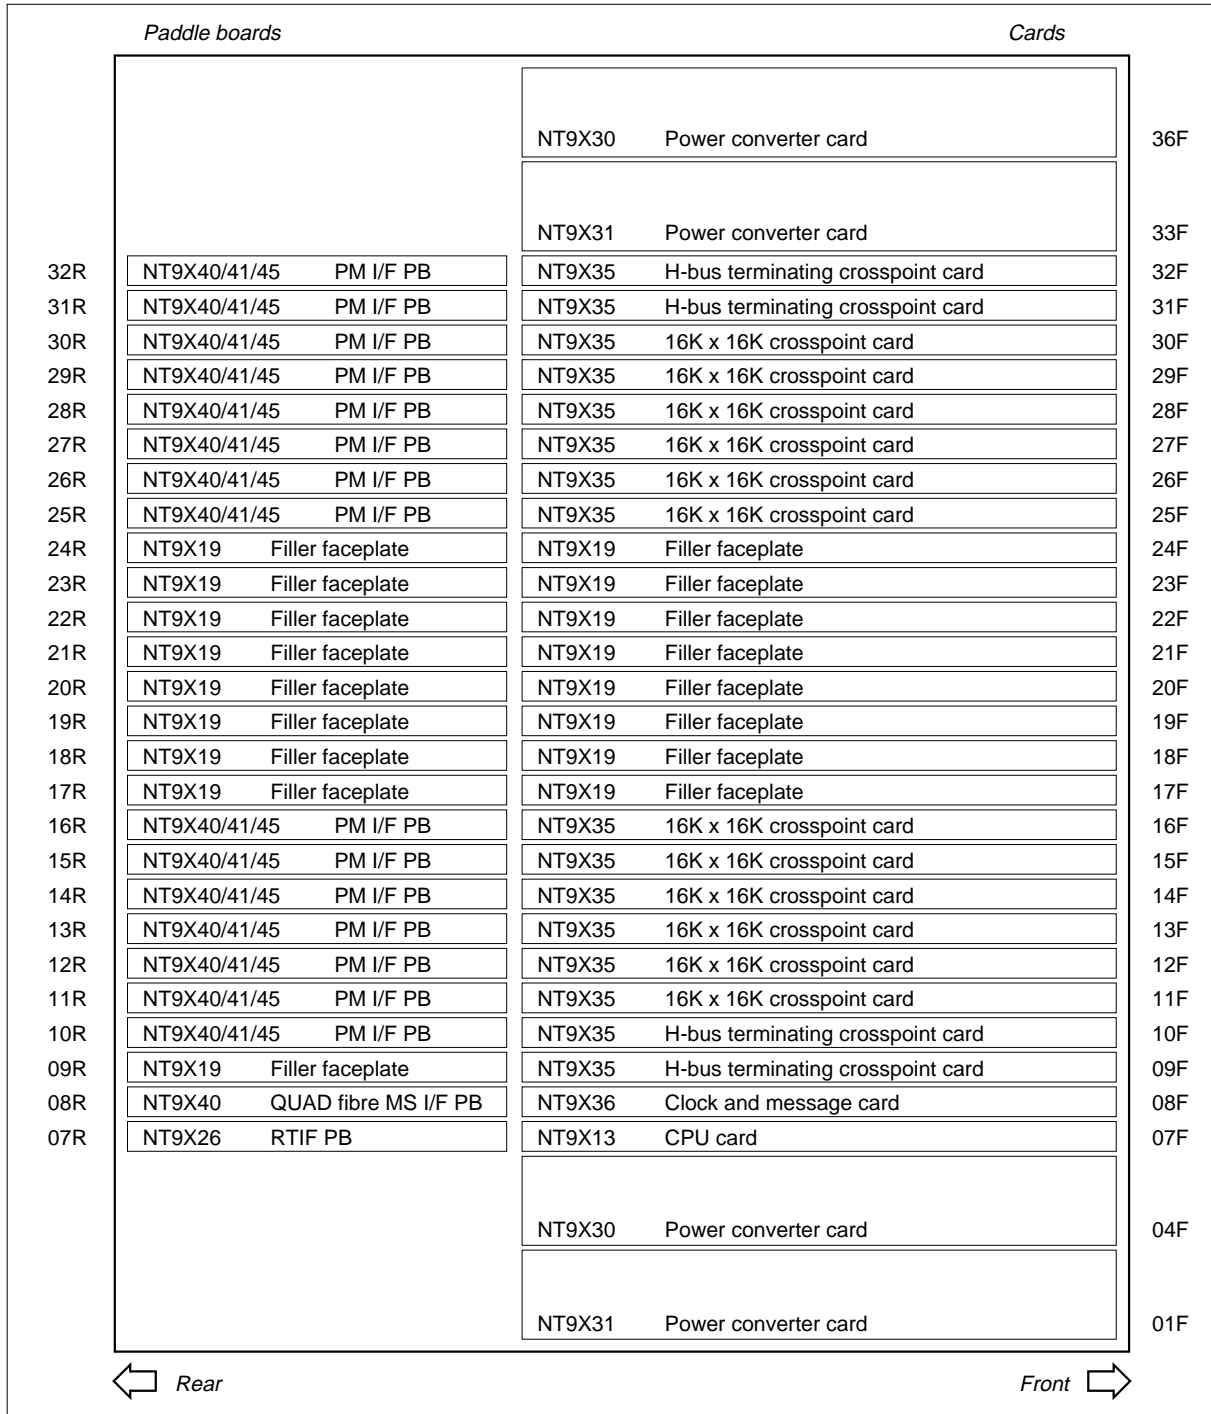 Paddle boards Cards
NT9X30 Power converter card 36F
NT9X31 Power converter card 33F
32R NT9X40/41/45 PM I/F PB NT9X35 H-bus terminating crosspoint card 32F
31R NT9X40/41/45 PM I/F PB NT9X35 H-bus terminating crosspoint card 31F
30R NT9X40/41/45 PM I/F PB NT9X35 16K x 16K crosspoint card 30F
29R NT9X40/41/45 PM I/F PB NT9X35 16K x 16K crosspoint card 29F
28R NT9X40/41/45 PM I/F PB NT9X35 16K x 16K crosspoint card 28F
27R NT9X40/41/45 PM I/F PB NT9X35 16K x 16K crosspoint card 27F
26R NT9X40/41/45 PM I/F PB NT9X35 16K x 16K crosspoint card 26F
25R NT9X40/41/45 PM I/F PB NT9X35 16K x 16K crosspoint card 25F
24R NT9X19 Filler faceplate NT9X19 Filler faceplate 24F
23R NT9X19 Filler faceplate NT9X19 Filler faceplate 23F
22R NT9X19 Filler faceplate NT9X19 Filler faceplate 22F
21R NT9X19 Filler faceplate NT9X19 Filler faceplate 21F
20R NT9X19 Filler faceplate NT9X19 Filler faceplate 20F
19R NT9X19 Filler faceplate NT9X19 Filler faceplate 19F
18R NT9X19 Filler faceplate NT9X19 Filler faceplate 18F
17R NT9X19 Filler faceplate NT9X19 Filler faceplate 17F
16R NT9X40/41/45 PM I/F PB NT9X35 16K x 16K crosspoint card 16F
15R NT9X40/41/45 PM I/F PB NT9X35 16K x 16K crosspoint card 15F
14R NT9X40/41/45 PM I/F PB NT9X35 16K x 16K crosspoint card 14F
13R NT9X40/41/45 PM I/F PB NT9X35 16K x 16K crosspoint card 13F
12R NT9X40/41/45 PM I/F PB NT9X35 16K x 16K crosspoint card 12F
11R NT9X40/41/45 PM I/F PB NT9X35 16K x 16K crosspoint card 11F
10R NT9X40/41/45 PM I/F PB NT9X35 H-bus terminating crosspoint card 10F
09R NT9X19 Filler faceplate NT9X35 H-bus terminating crosspoint card 09F
08R NT9X40 QUAD fibre MS I/F PB NT9X36 Clock and message card 08F
07R NT9X26 RTIF PB NT9X13 CPU card 07F
NT9X30 Power converter card 04F
NT9X31 Power converter card 01F
Rear Front